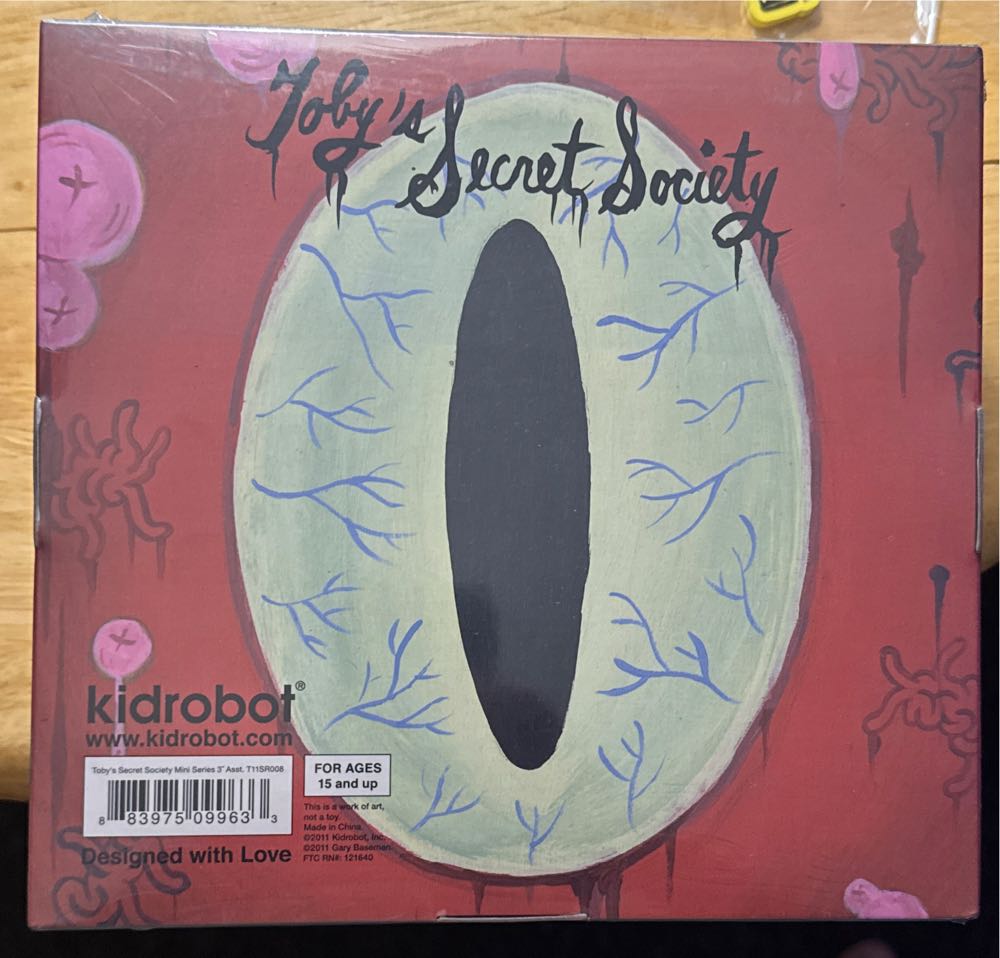 Toby's
Secret Society
kidrobot®
www.kidrobot.com
Toby's Secret Society Mini Series 3" Asst. T11SR008
8 83975 09963 3
Designed with Love
FOR AGES
15 and up
This is a work of art,
not a toy.
Made in China.
©2011 Kidrobot, Inc.
©2011 Gary Baseman
FTC RN#: 121640